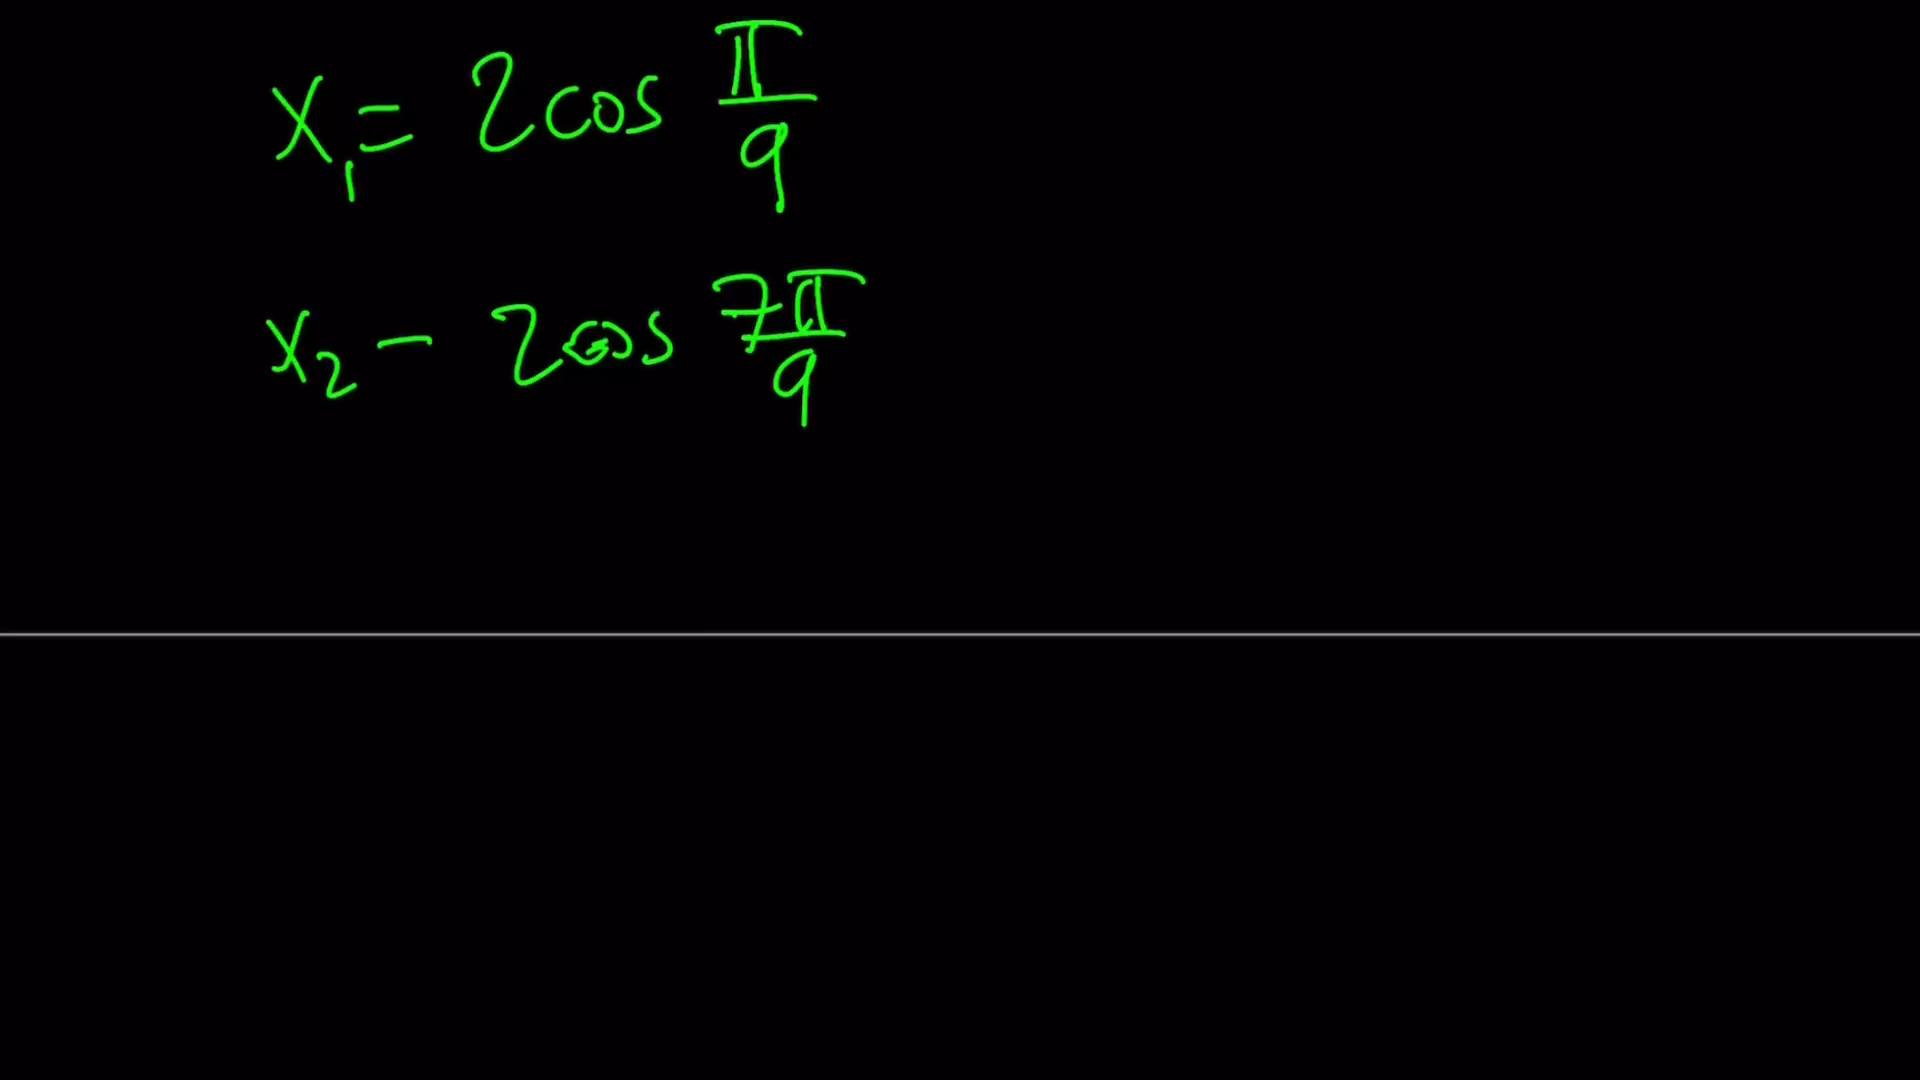 x₁ = 2cos π/9
x₂ − 2cos 7π/9